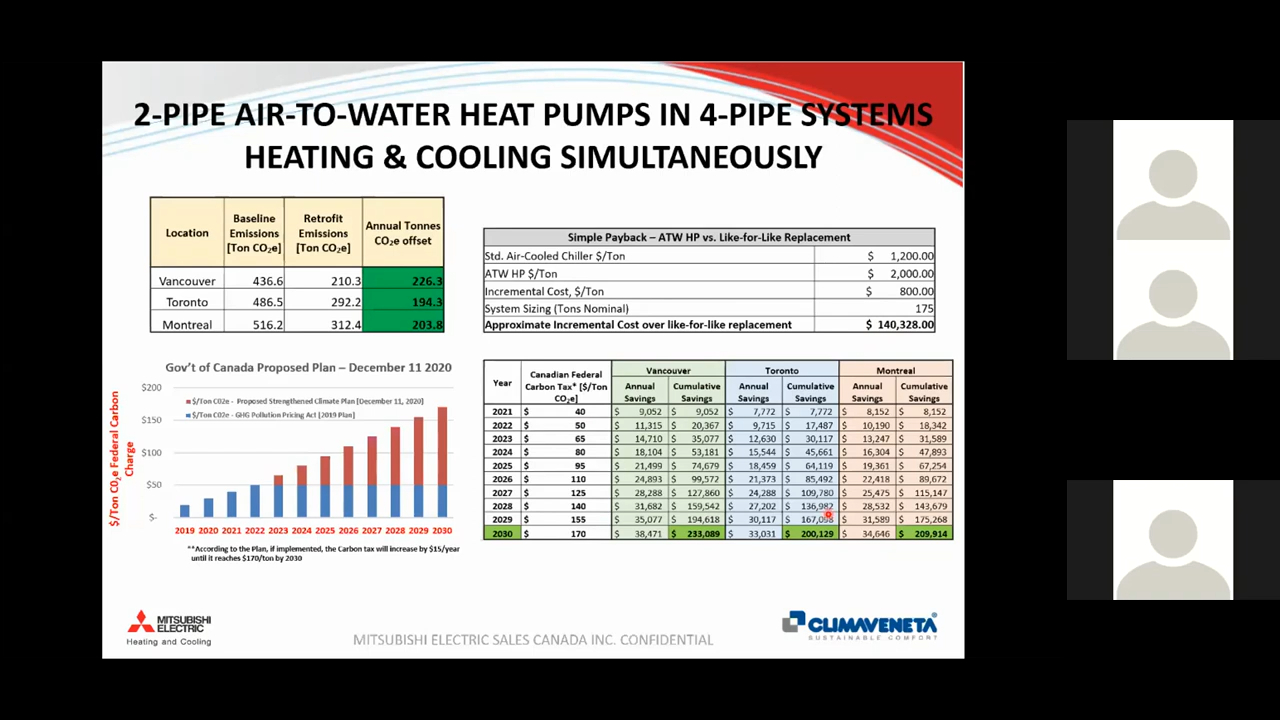 2-PIPE AIR-TO-WATER HEAT PUMPS IN 4-PIPE SYSTEMS
HEATING & COOLING SIMULTANEOUSLY
Location Baseline Emissions [Ton CO₂e] Retrofit Emissions [Ton CO₂e] Annual Tonnes CO₂e offset
Vancouver 436.6 210.3 226.3
Toronto 486.5 292.2 194.3
Montreal 516.2 312.4 203.8
Simple Payback – ATW HP vs. Like-for-Like Replacement
Std. Air-Cooled Chiller $/Ton $ 1,200.00
ATW HP $/Ton $ 2,000.00
Incremental Cost, $/Ton $ 800.00
System Sizing (Tons Nominal) 175
Approximate Incremental Cost over like-for-like replacement $ 140,328.00
Gov't of Canada Proposed Plan – December 11 2020
$/Ton C0₂e Federal Carbon Charge
$200
$150
$100
$50
$-
$/Ton CO2e - Proposed Strengthened Climate Plan [December 11, 2020]
$/Ton CO2e - GHG Pollution Pricing Act [2019 Plan]
2019 2020 2021 2022 2023 2024 2025 2026 2027 2028 2029 2030
**According to the Plan, if implemented, the Carbon tax will increase by $15/year
until it reaches $170/ton by 2030
Year Canadian Federal Carbon Tax* [$/Ton CO₂e] Vancouver Toronto Montreal
Annual Savings Cumulative Savings Annual Savings Cumulative Savings Annual Savings Cumulative Savings
2021 $ 40 $ 9,052 $ 9,052 $ 7,772 $ 7,772 $ 8,152 $ 8,152
2022 $ 50 $ 11,315 $ 20,367 $ 9,715 $ 17,487 $ 10,190 $ 18,342
2023 $ 65 $ 14,710 $ 35,077 $ 12,630 $ 30,117 $ 13,247 $ 31,589
2024 $ 80 $ 18,104 $ 53,181 $ 15,544 $ 45,661 $ 16,304 $ 47,893
2025 $ 95 $ 21,499 $ 74,679 $ 18,459 $ 64,119 $ 19,361 $ 67,254
2026 $ 110 $ 24,893 $ 99,572 $ 21,373 $ 85,492 $ 22,418 $ 89,672
2027 $ 125 $ 28,288 $ 127,860 $ 24,288 $ 109,780 $ 25,475 $ 115,147
2028 $ 140 $ 31,682 $ 159,542 $ 27,202 $ 136,982 $ 28,532 $ 143,679
2029 $ 155 $ 35,077 $ 194,618 $ 30,117 $ 167,098 $ 31,589 $ 175,268
2030 $ 170 $ 38,471 $ 233,089 $ 33,031 $ 200,129 $ 34,646 $ 209,914
MITSUBISHI
ELECTRIC
Heating and Cooling
MITSUBISHI ELECTRIC SALES CANADA INC. CONFIDENTIAL
CLIMAVENETA
SUSTAINABLE COMFORT